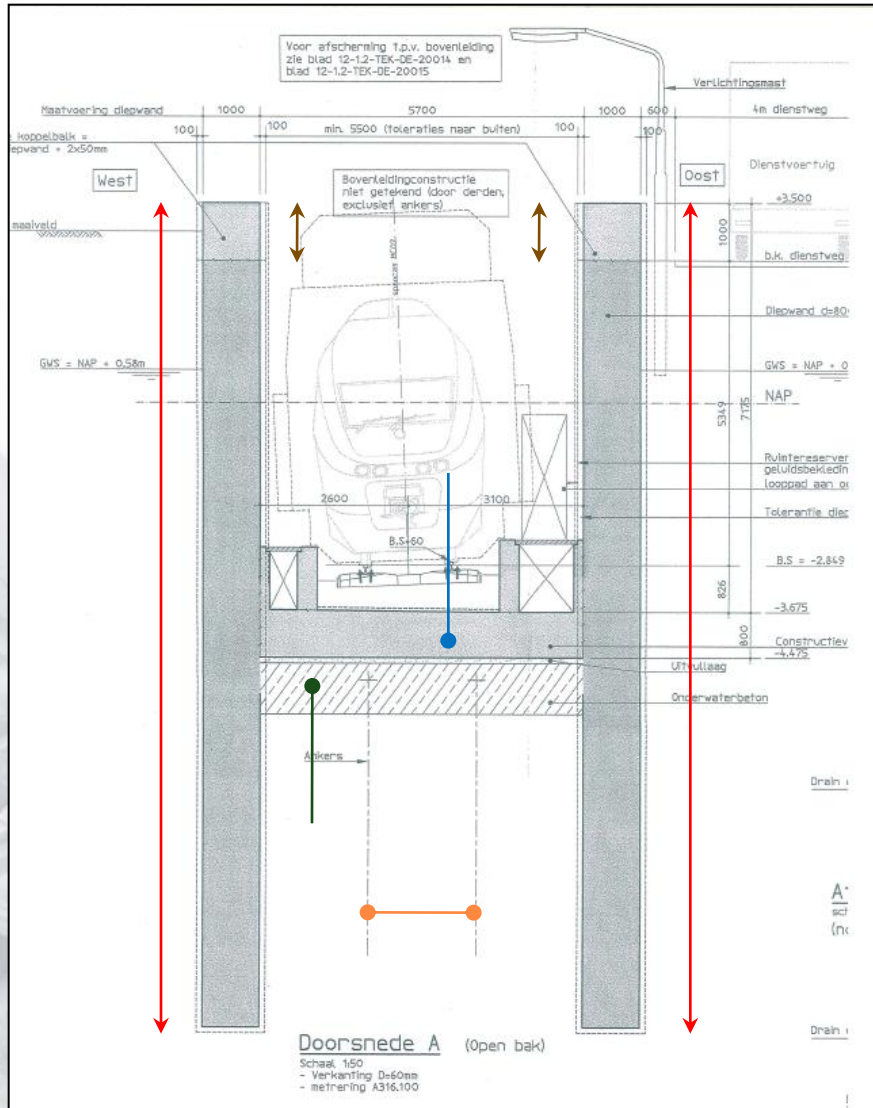 Voor afscherming t.p.v. bovenleiding
zie blad 12-1.2-TEK-DE-20014 en
blad 12-1.2-TEK-DE-20015
Verlichtingsmast
Maatvoering diepwand
1000
5700
1000
600
4m dienstweg
100
100
min. 5500 (toleraties naar buiten)
100
100
koppelbalk =
epwand + 2x50mm
Dienstvoertuig
West
Bovenleidingconstructie
niet getekend (door derden,
exclusief ankers)
Oost
+3.500
maaiveld
1000
b.k. dienstweg
Diepwand d=80
GWS = NAP + 0.58m
GWS = NAP + 0
NAP
5349
7175
Ruimtereserver
geluidsbekledin
looppad aan o
2600
3100
Tolerantie diep
B.S=60
B.S = -2.849
826
-3.675
800
Constructiev
-4.475
Uitvullaag
Onderwaterbeton
Ankers
Drain
A
(n
Drain
Doorsnede A (Open bak)
Schaal 1:50
- Verkanting D=60mm
- metrering A316.100